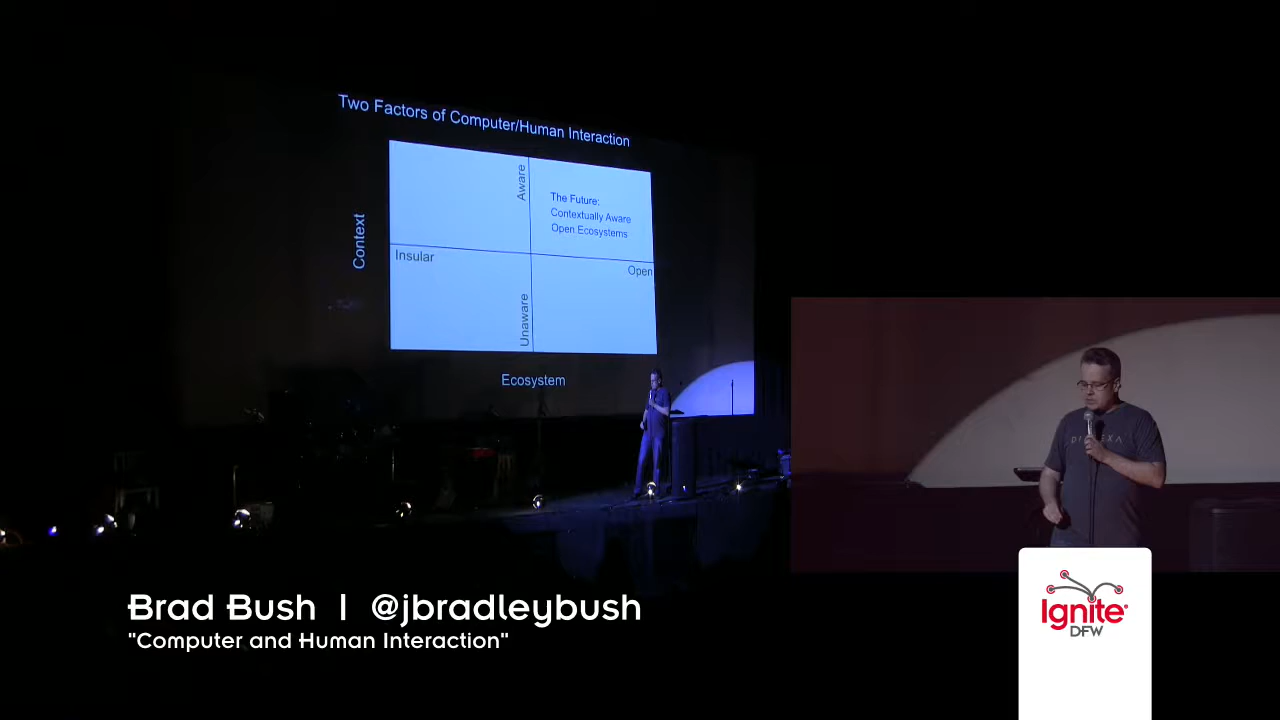 Two Factors of Computer/Human Interaction
Aware
The Future:
Contextually Aware
Open Ecosystems
Context
Insular
Open
Unaware
Ecosystem
Brad Bush | @jbradleybush
"Computer and Human Interaction"
Ignite
DFW